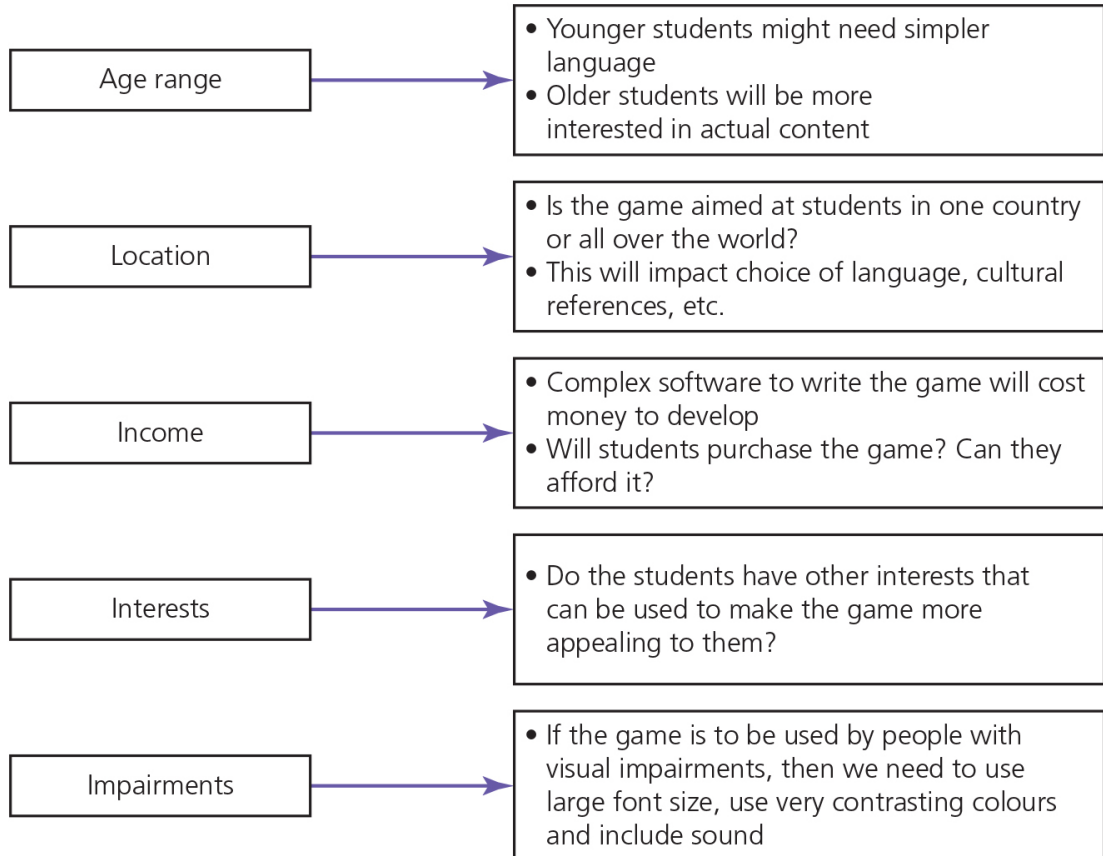 Age range
• Younger students might need simpler
language
• Older students will be more
interested in actual content
Location
• Is the game aimed at students in one country
or all over the world?
• This will impact choice of language, cultural
references, etc.
Income
• Complex software to write the game will cost
money to develop
• Will students purchase the game? Can they
afford it?
Interests
• Do the students have other interests that
can be used to make the game more
appealing to them?
Impairments
• If the game is to be used by people with
visual impairments, then we need to use
large font size, use very contrasting colours
and include sound